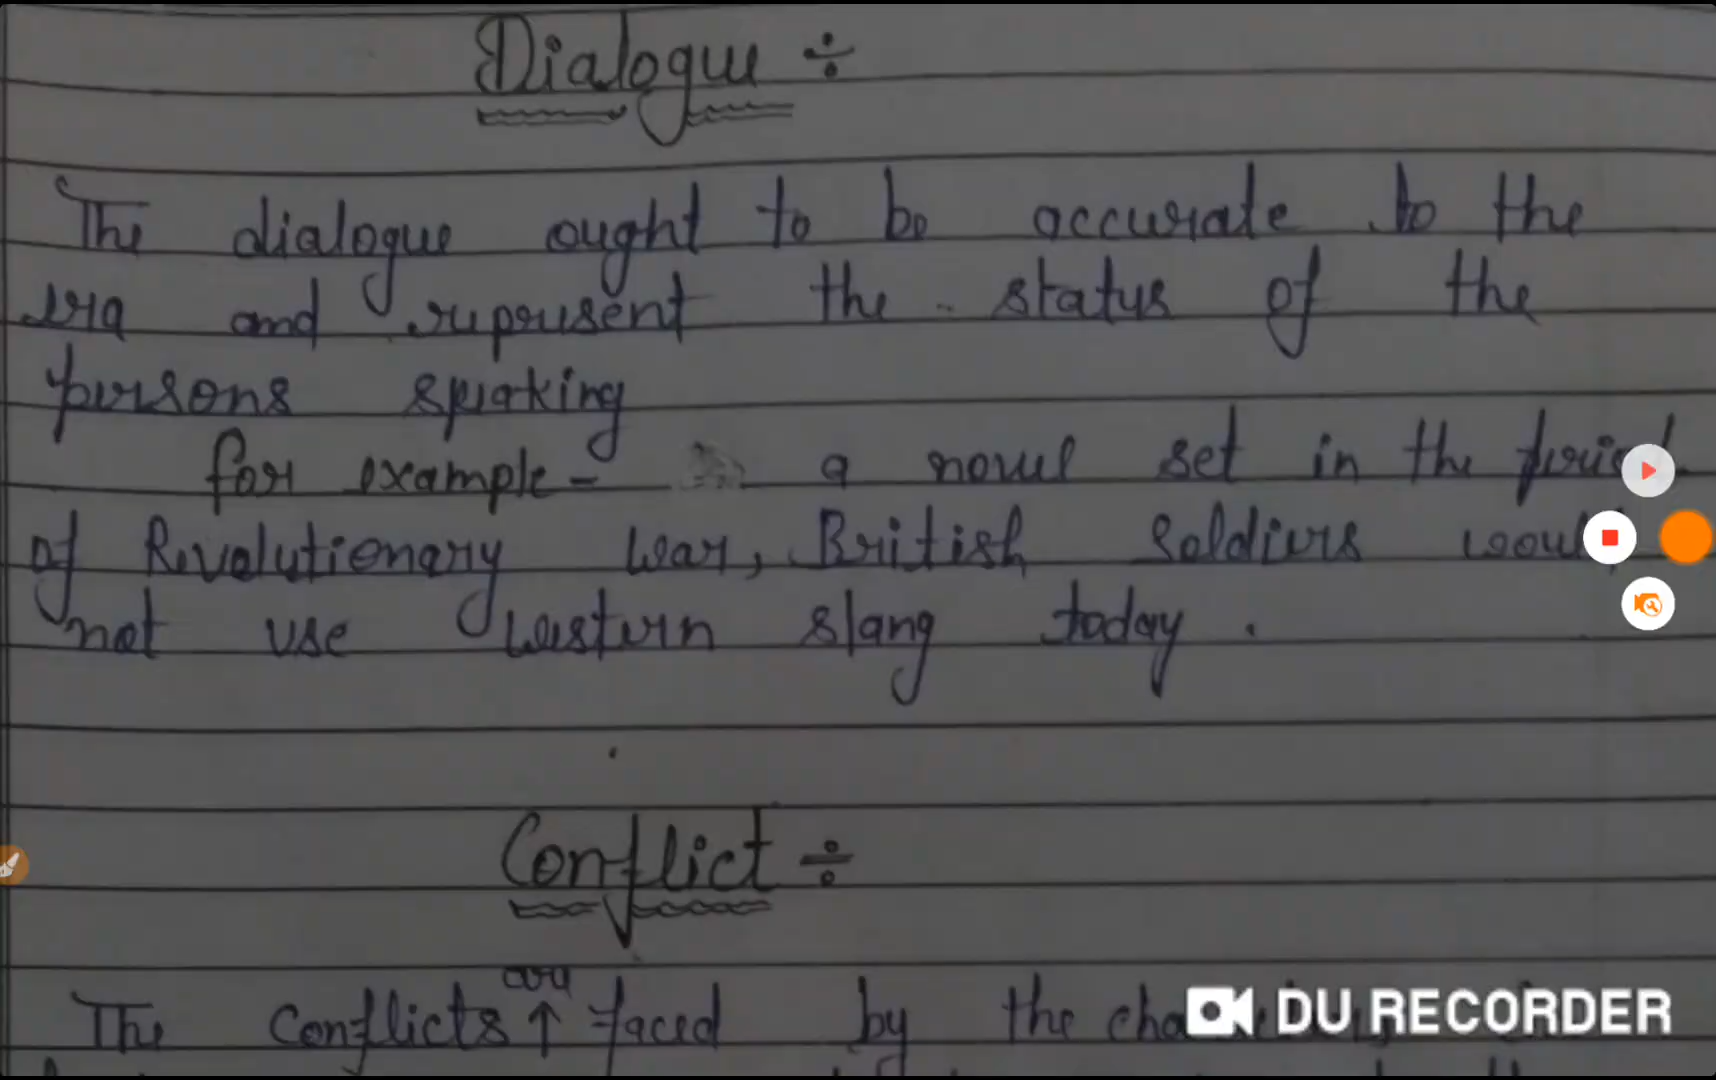 Dialogue ÷
The dialogue ought to be accurate to the
era and represent the status of the
persons speaking
for example - a novel set in the period
of Revolutionary war, British Soldiers would
not use western slang today.
Conflict ÷
are
The conflicts ↑ faced by the
DU RECORDER